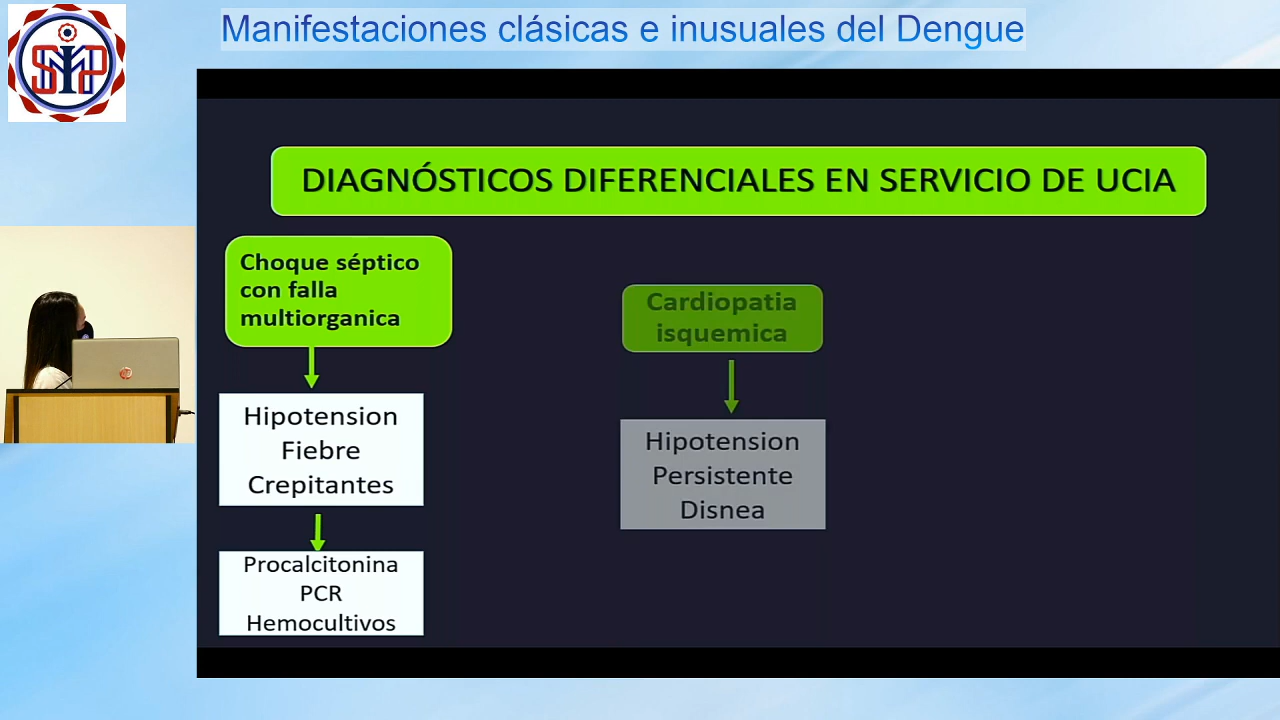 Manifestaciones clásicas e inusuales del Dengue
SMP
DIAGNÓSTICOS DIFERENCIALES EN SERVICIO DE UCIA
Choque séptico
con falla
multiorganica
Hipotension
Fiebre
Crepitantes
Procalcitonina
PCR
Hemocultivos
Cardiopatia
isquemica
Hipotension
Persistente
Disnea